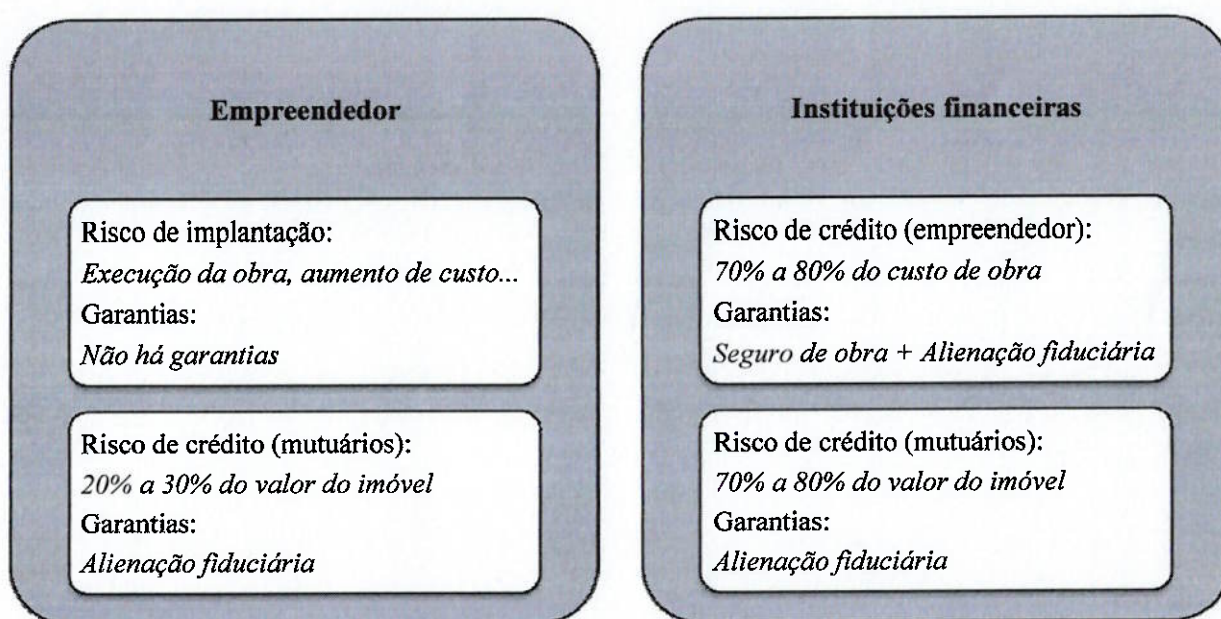 Empreendedor
Risco de implantação:
Execução da obra, aumento de custo...
Garantias:
Não há garantias
Risco de crédito (mutuários):
20% a 30% do valor do imóvel
Garantias:
Alienação fiduciária
Instituições financeiras
Risco de crédito (empreendedor):
70% a 80% do custo de obra
Garantias:
Seguro de obra + Alienação fiduciária
Risco de crédito (mutuários):
70% a 80% do valor do imóvel
Garantias:
Alienação fiduciária